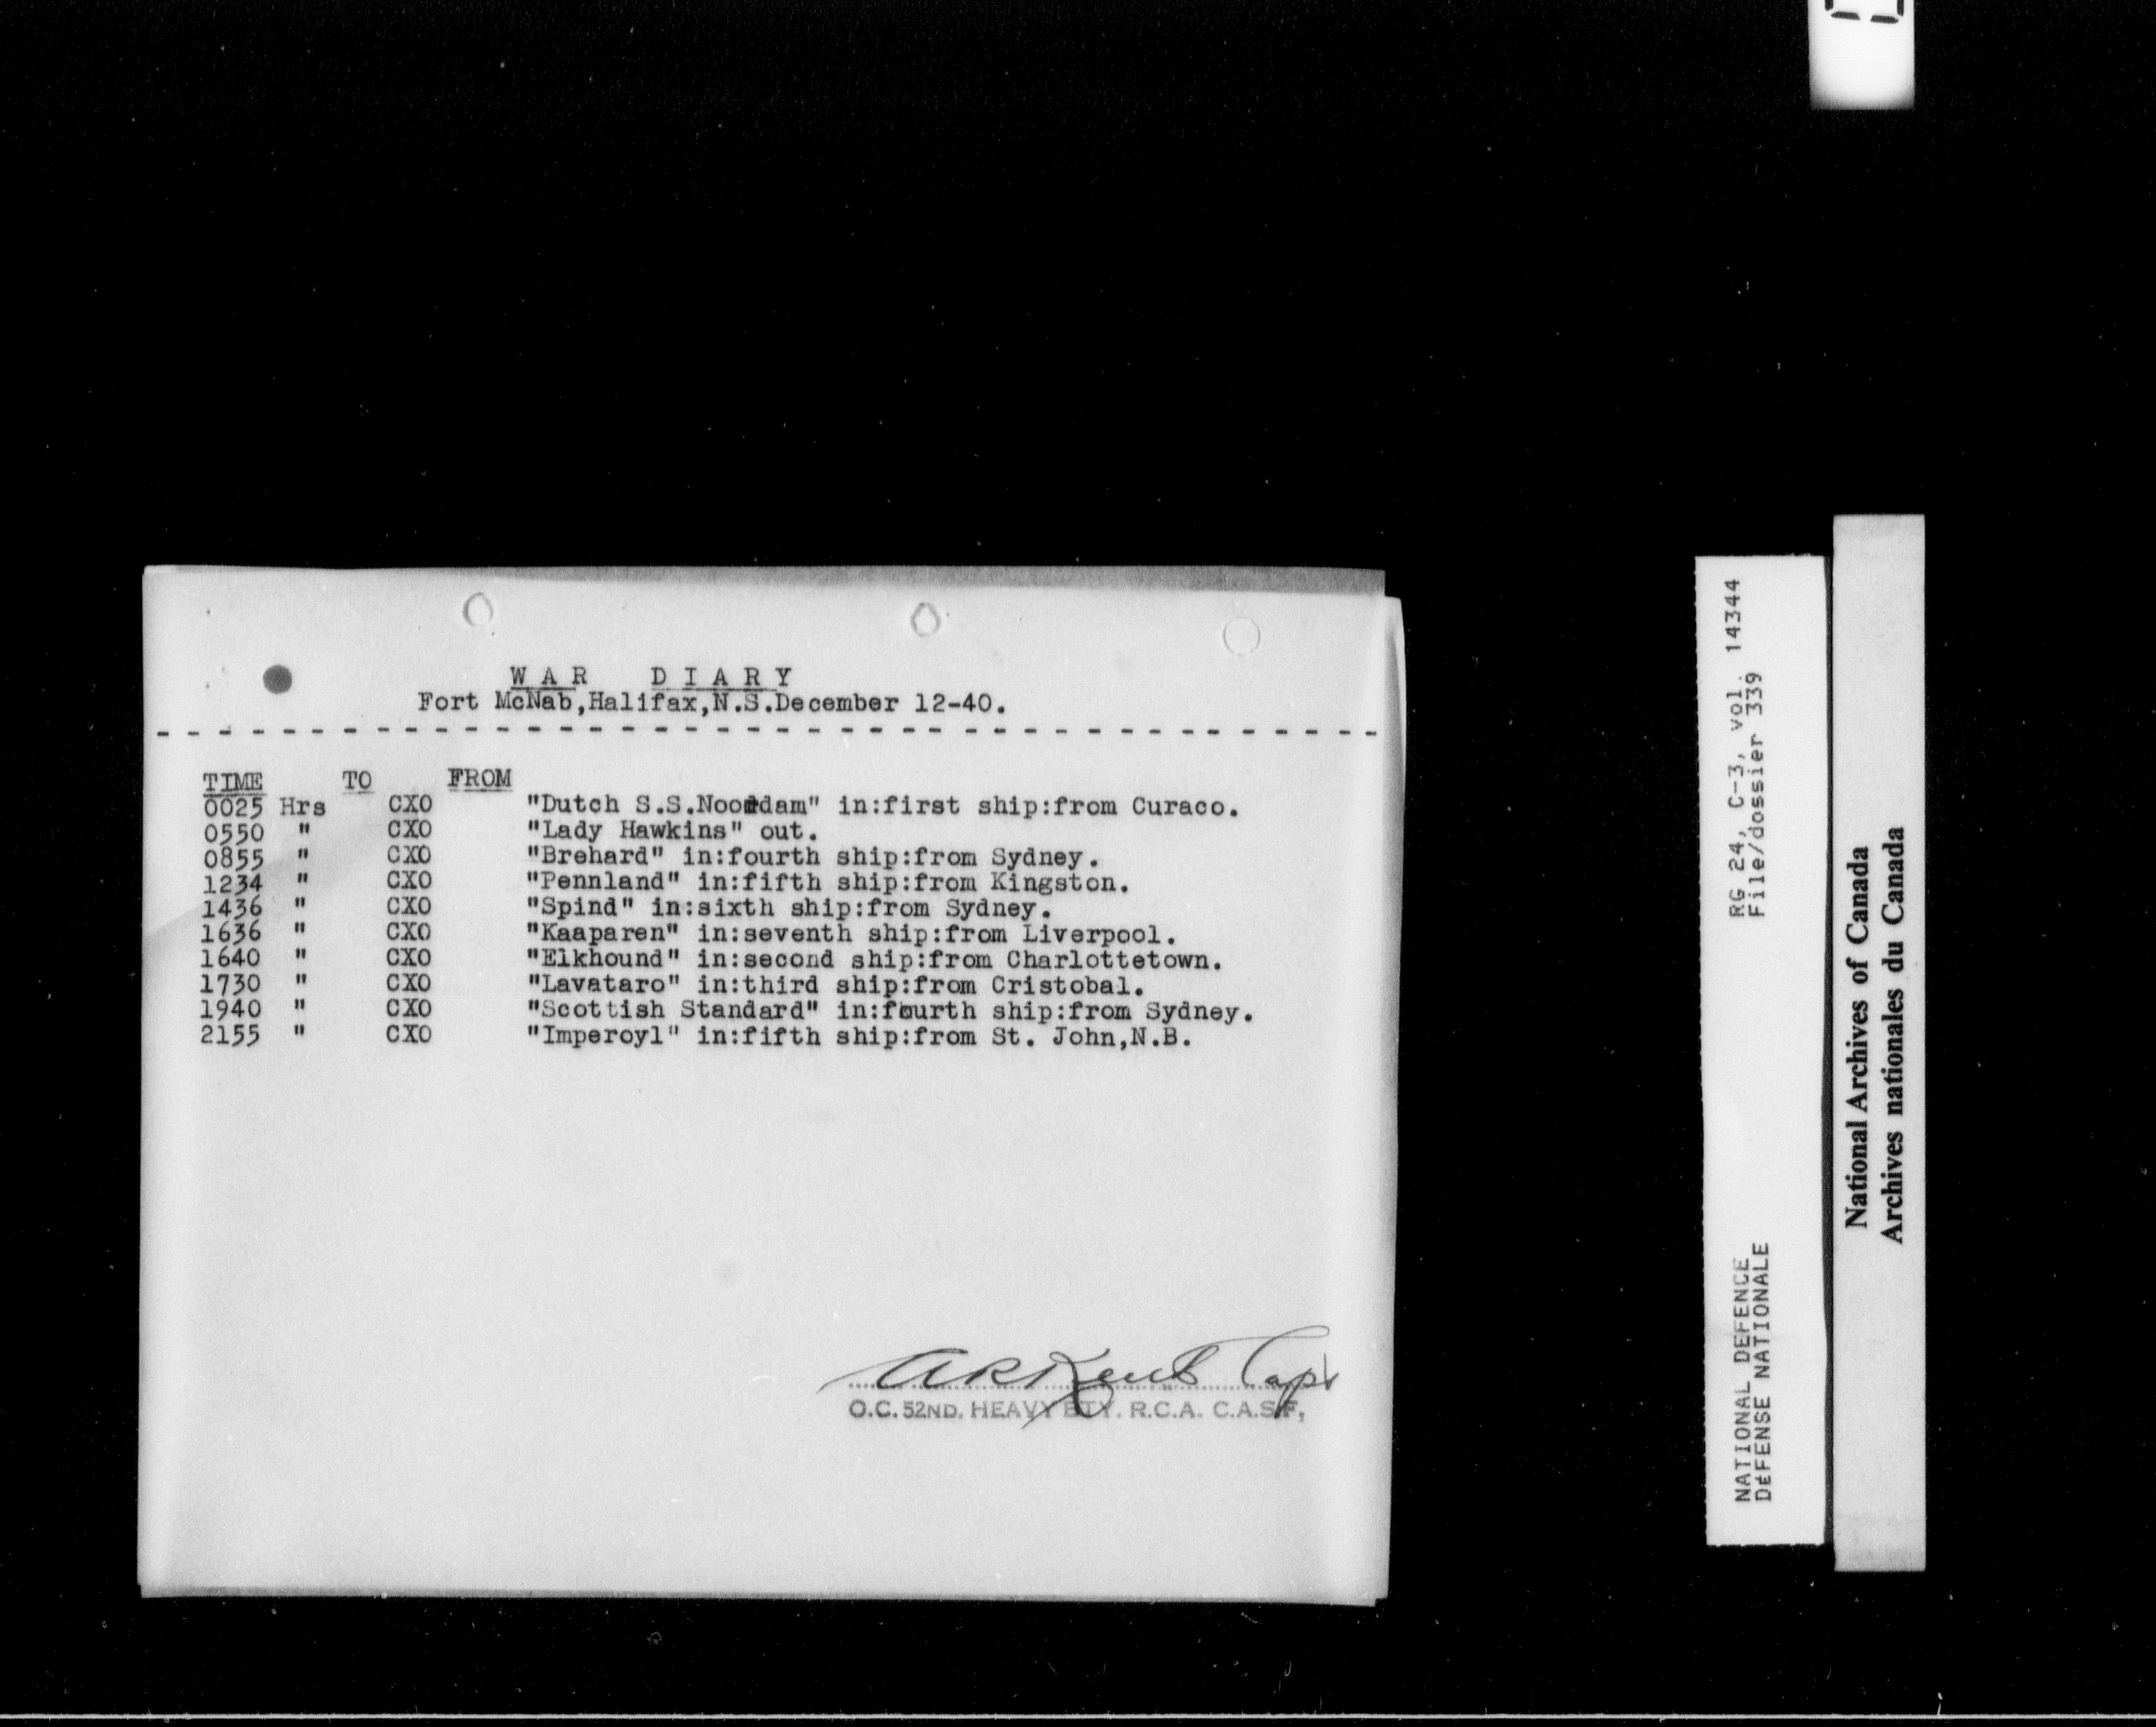 WAR DIARY
Fort McNab,Halifax,N.S.December 12-40.
TIME TO FROM
0025 Hrs CXO "Dutch S.S.Noordam" in:first ship:from Curaco.
0550 " CXO "Lady Hawkins" out.
0855 " CXO "Brehard" in:fourth ship:from Sydney.
1234 " CXO "Pennland" in:fifth ship:from Kingston.
1436 " CXO "Spind" in:sixth ship:from Sydney.
1636 " CXO "Kaaparen" in:seventh ship:from Liverpool.
1640 " CXO "Elkhound" in:second ship:from Charlottetown.
1730 " CXO "Lavataro" in:third ship:from Cristobal.
1940 " CXO "Scottish Standard" in:fourth ship:from Sydney.
2155 " CXO "Imperoyl" in:fifth ship:from St. John,N.B.
ARKent Capt
O.C. 52ND. HEAVY BTY. R.C.A. C.A.S.F,
NATIONAL DEFENCE RG 24, C-3, vol. 14344
DéFENSE NATIONALE File/dossier 339
National Archives of Canada
Archives nationales du Canada